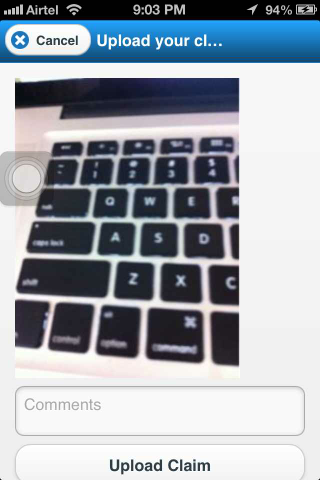 Airtel 9:03 PM 94%
Cancel Upload your cl...
! @ # $
1 2 3 4
Q W E R
caps lock A S D
shift Z X C
alt ⌘
control option command
Comments
Upload Claim